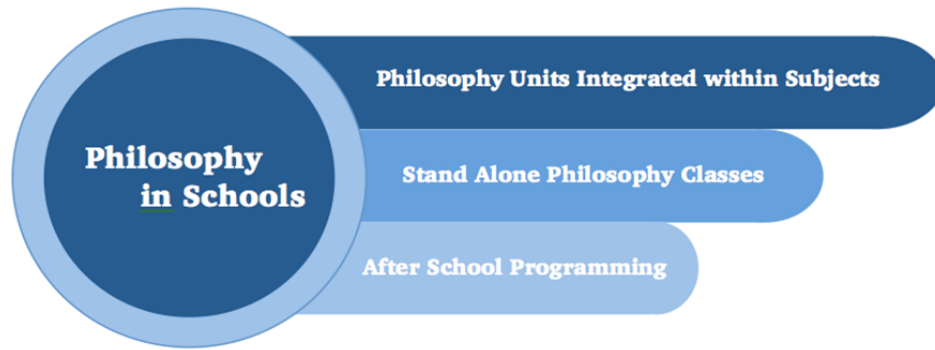 Philosophy
in Schools
Philosophy Units Integrated within Subjects
Stand Alone Philosophy Classes
After School Programming